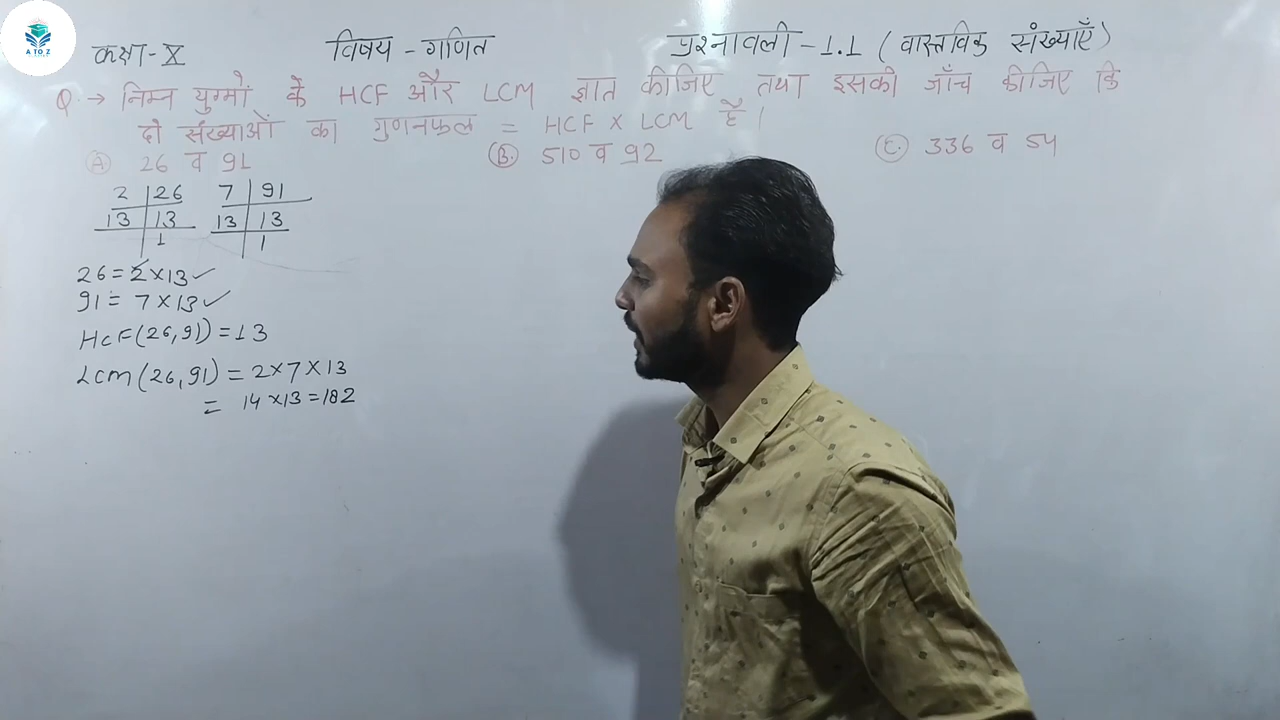 A TO Z
कक्षा-X विषय - गणित प्रश्नावली - 1.1 (वास्तविक संख्याएँ)
Q. → निम्न युग्मों के HCF और LCM ज्ञात कीजिए तथा इसकी जाँच कीजिए कि
दो संख्याओं का गुणनफल = HCF X LCM है।
(A) 26 व 91 (B.) 510 व 92 (C.) 336 व 54
2 | 26 7 | 91
13 | 13 13 | 13
1 1
26 = 2 × 13 ✓
91 = 7 × 13 ✓
HCF (26, 91) = 13
LCM (26, 91) = 2 × 7 × 13
= 14 × 13 = 182